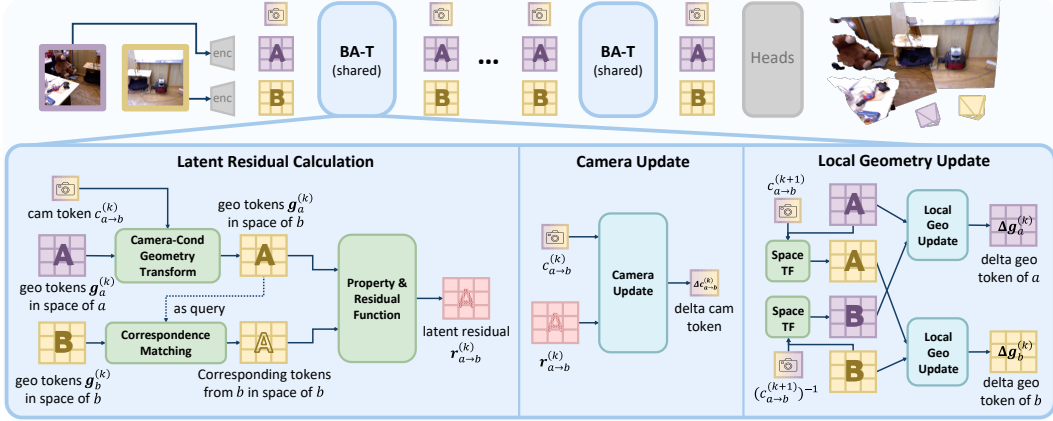 enc
enc
A
B
BA-T
(shared)
A
B
...
A
B
BA-T
(shared)
A
B
Heads
Latent Residual Calculation
cam token c_{a→b}^{(k)}
A
geo tokens g_a^{(k)}
in space of a
Camera-Cond
Geometry
Transform
geo tokens g_a^{(k)}
in space of b
A
as query
B
geo tokens g_b^{(k)}
in space of b
Correspondence
Matching
A
Corresponding tokens
from b in space of b
Property &
Residual
Function
A
latent residual
r_{a→b}^{(k)}
Camera Update
c_{a→b}^{(k)}
A
r_{a→b}^{(k)}
Camera
Update
Δc_{a→b}^{(k)}
delta cam
token
Local Geometry Update
c_{a→b}^{(k+1)}
A
Space
TF
A
Space
TF
B
B
(c_{a→b}^{(k+1)})^{-1}
Local
Geo
Update
Δg_a^{(k)}
delta geo
token of a
Local
Geo
Update
Δg_b^{(k)}
delta geo
token of b